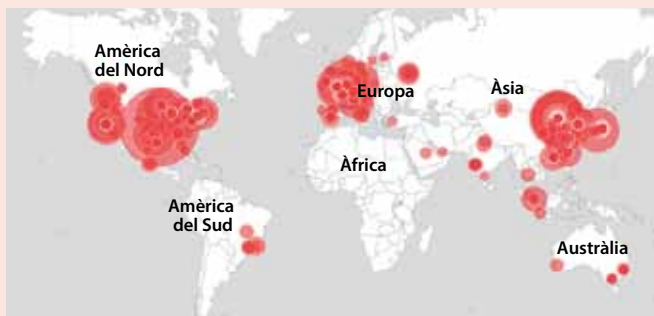 Amèrica
del Nord
Europa
Àsia
Àfrica
Amèrica
del Sud
Austràlia